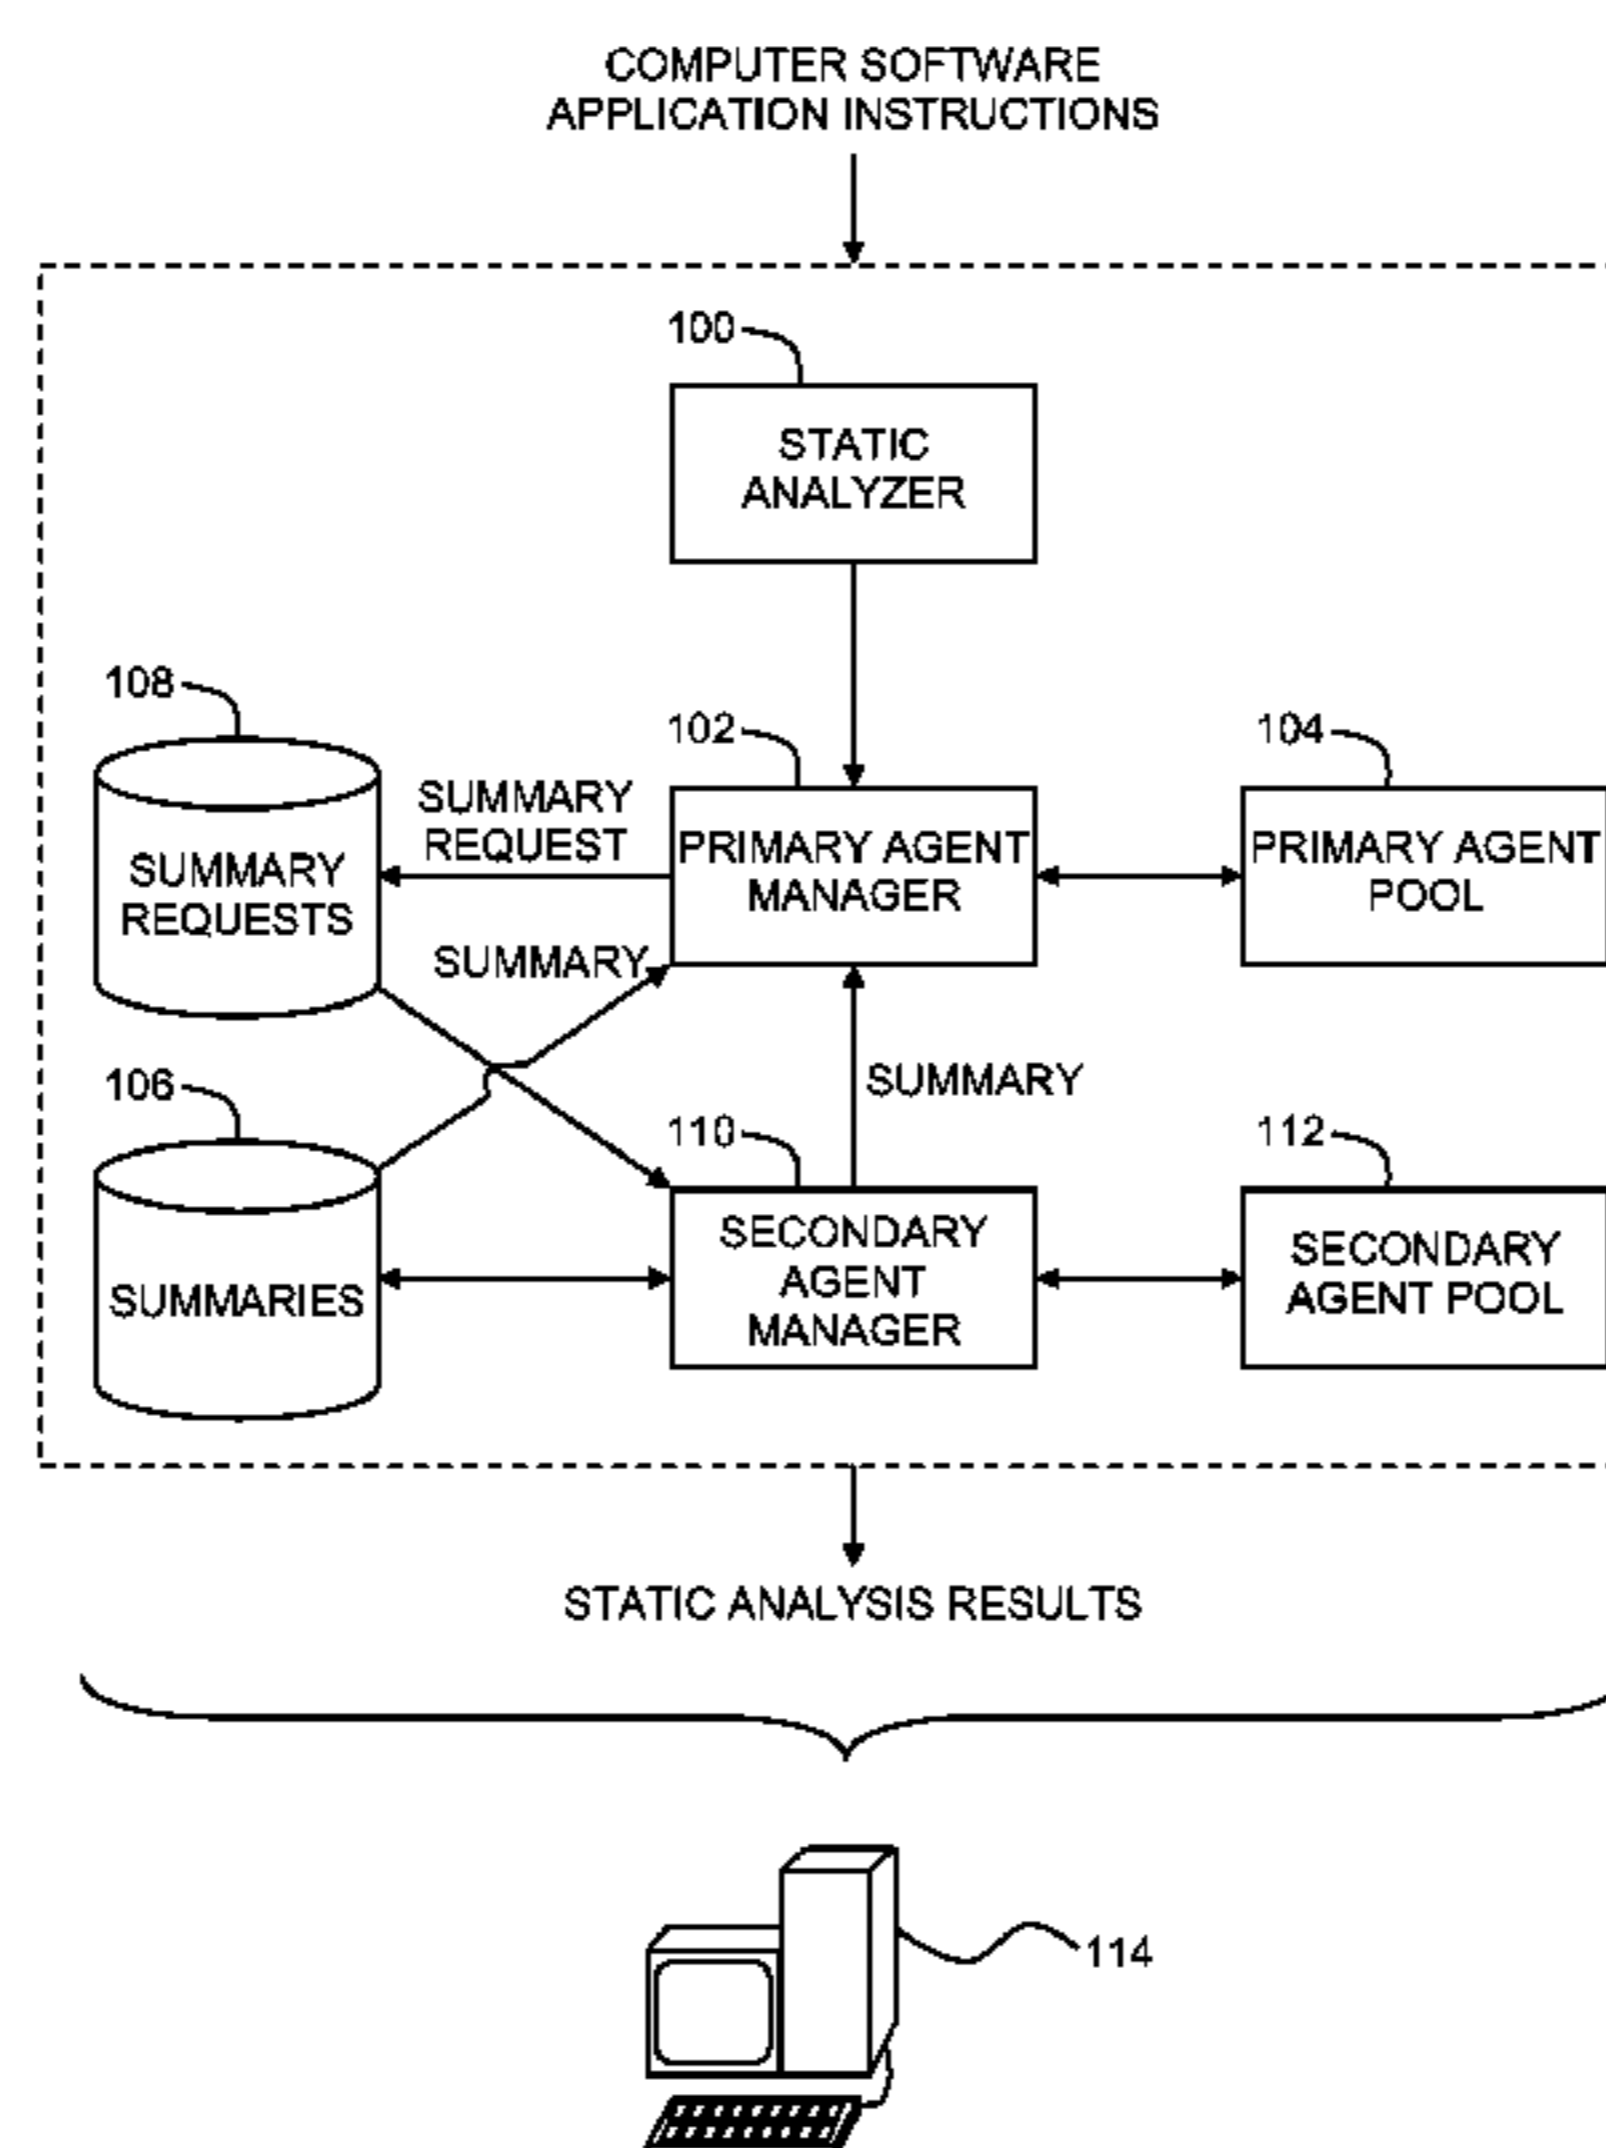 COMPUTER SOFTWARE
APPLICATION INSTRUCTIONS
100
STATIC
ANALYZER
108
102
104
SUMMARY
REQUEST
SUMMARY
REQUESTS
PRIMARY AGENT
MANAGER
PRIMARY AGENT
POOL
SUMMARY
SUMMARY
106
110
112
SUMMARIES
SECONDARY
AGENT
MANAGER
SECONDARY
AGENT POOL
STATIC ANALYSIS RESULTS
114